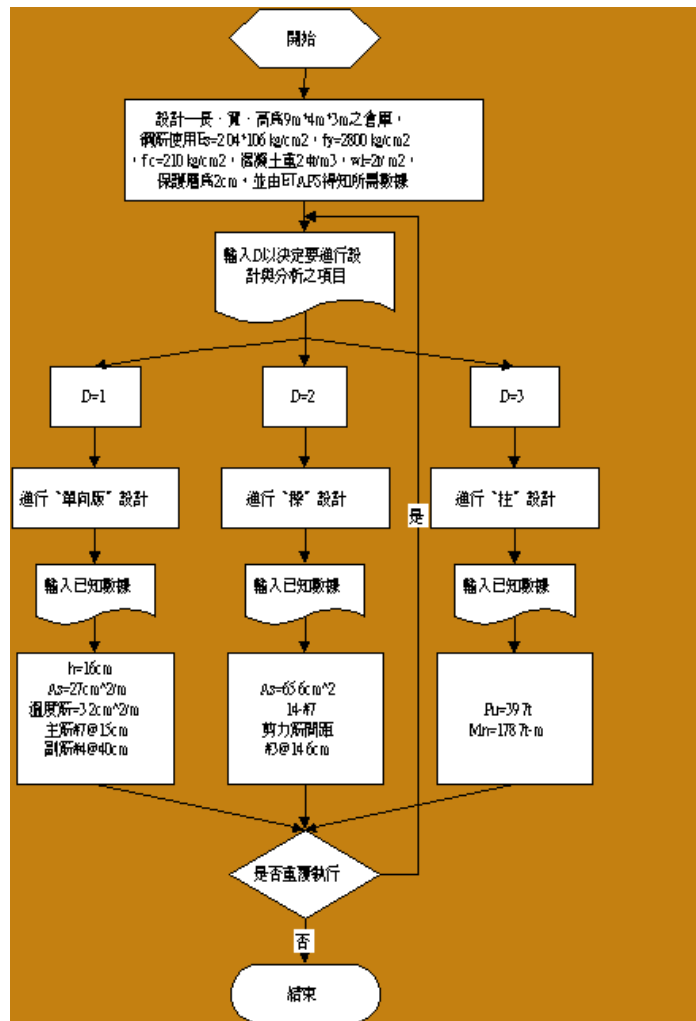 開始
設計一長、寬、高為9m*4m*3m之倉庫，
鋼筋使用Es=2.04*106 kg/cm2，fy=2800 kg/cm2
，fc=210 kg/cm2，混凝土重2.4t/m3，wl=2t/m2，
保護層為2cm，並由ETAPS得知所需數據
輸入D以決定要進行設
計與分析之項目
D=1
D=2
D=3
進行“單向版”設計
進行“樑”設計
進行“柱”設計
是
輸入已知數據
輸入已知數據
輸入已知數據
h=16cm
As=27cm^2/m
溫度筋=3.2cm^2/m
主筋#7@15cm
副筋#4@40cm
As=65.6cm^2
14-#7
剪力筋間距
#3@14.6cm
Pu=39.7t
Mn=178.7t-m
是否重覆執行
否
結束